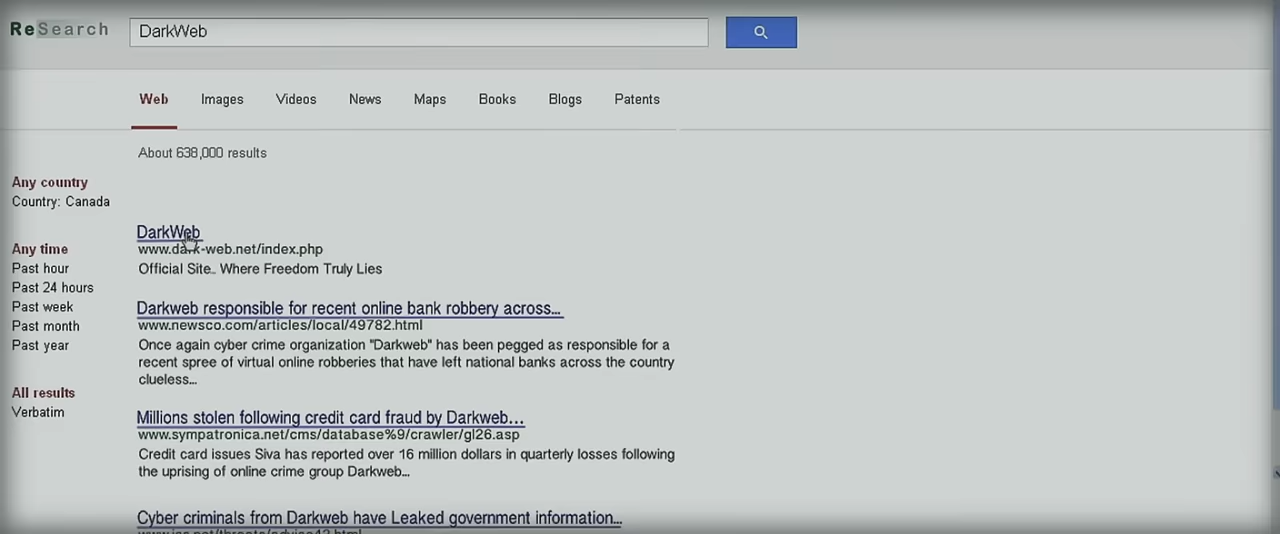 ReSearch
DarkWeb
Web Images Videos News Maps Books Blogs Patents
About 638,000 results
Any country
Country: Canada
DarkWeb
www.dark-web.net/index.php
Official Site.. Where Freedom Truly Lies
Any time
Past hour
Past 24 hours
Past week
Past month
Past year
Darkweb responsible for recent online bank robbery across...
www.newsco.com/articles/local/49782.html
Once again cyber crime organization "Darkweb" has been pegged as responsible for a
recent spree of virtual online robberies that have left national banks across the country
clueless...
All results
Verbatim
Millions stolen following credit card fraud by Darkweb...
www.sympatronica.net/cms/database%9/crawler/gl26.asp
Credit card issues Siva has reported over 16 million dollars in quarterly losses following
the uprising of online crime group Darkweb...
Cyber criminals from Darkweb have Leaked government information...